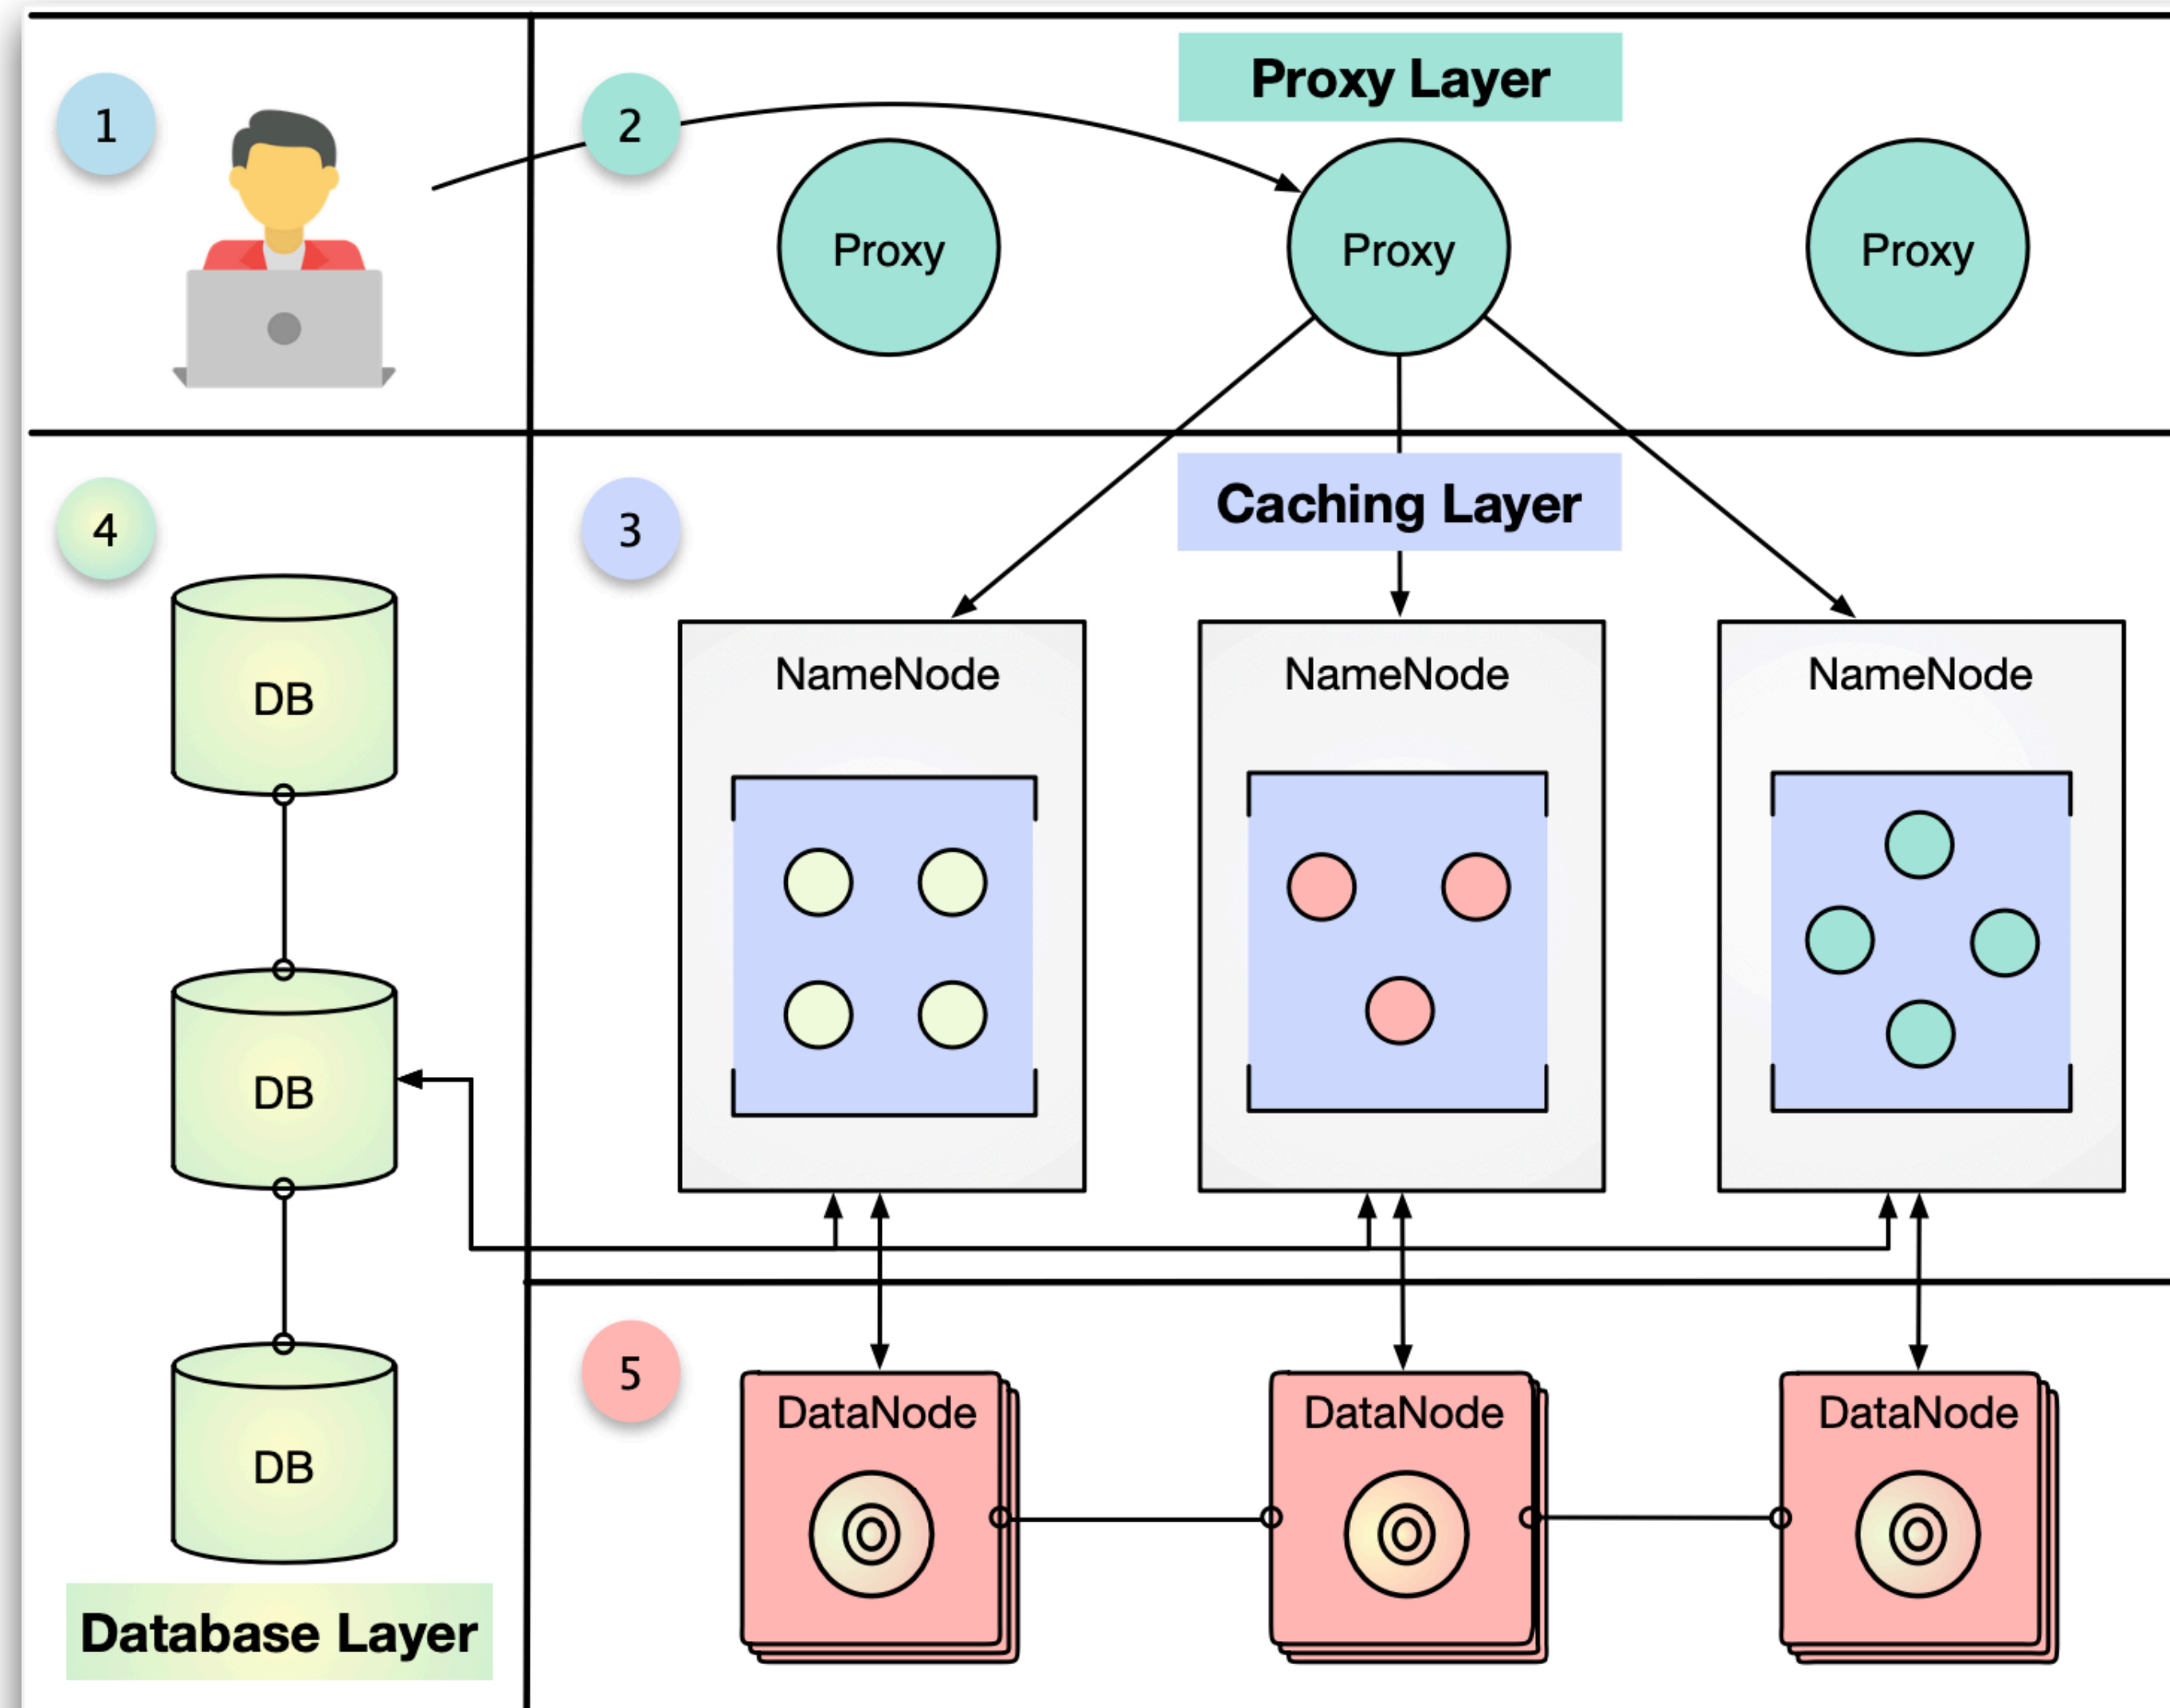 1
2
Proxy Layer
Proxy
Proxy
Proxy
4
3
Caching Layer
DB
NameNode
NameNode
NameNode
DB
5
DataNode
DataNode
DataNode
DB
Database Layer